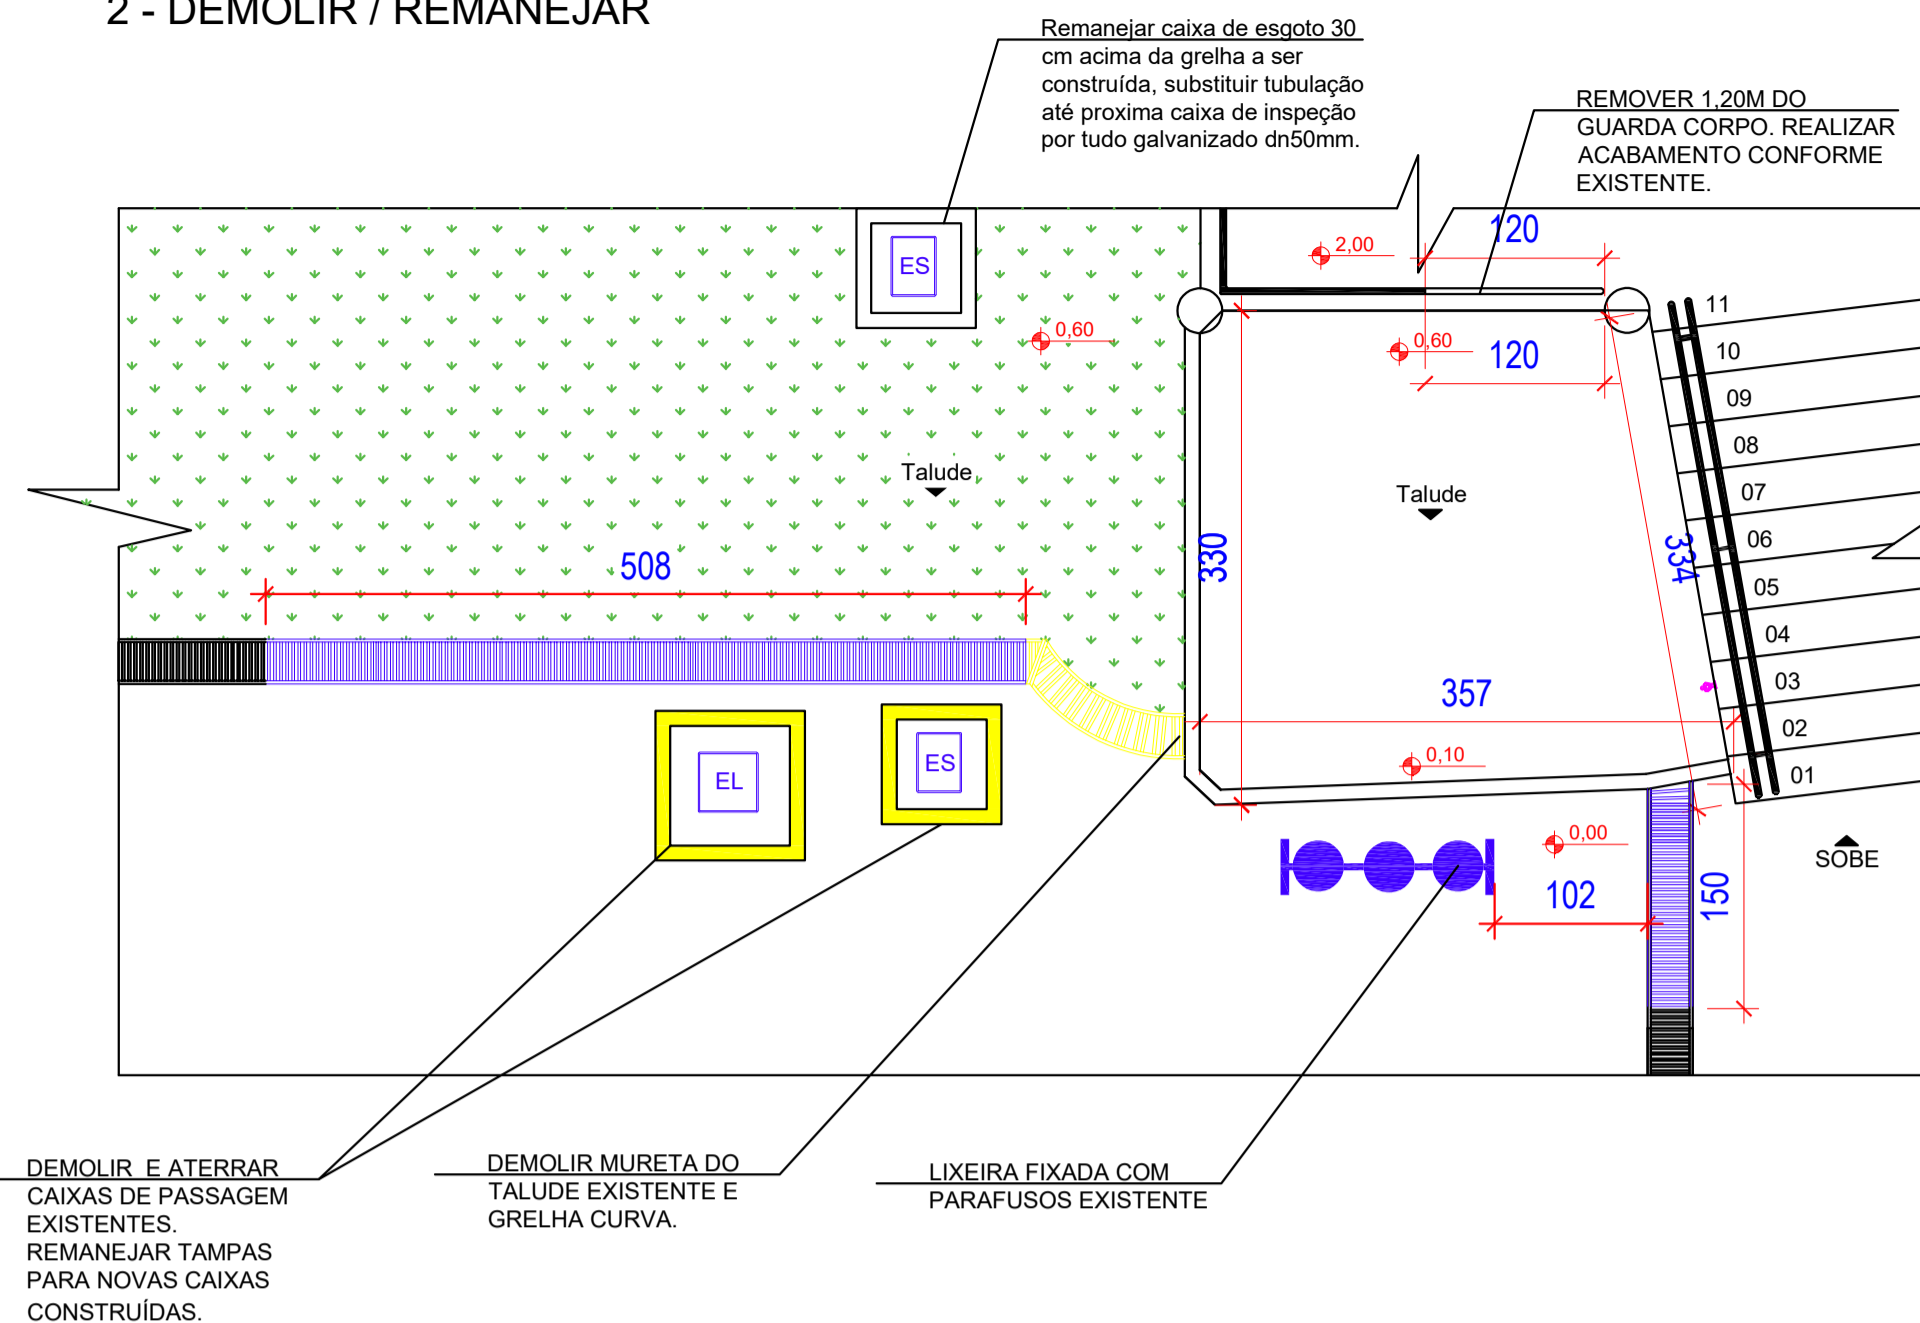 2 - DEMOLIR / REMANEJAR
Remanejar caixa de esgoto 30
cm acima da grelha a ser
construída, substituir tubulação
até proxima caixa de inspeção
por tudo galvanizado dn50mm.
REMOVER 1,20M DO
GUARDA CORPO. REALIZAR
ACABAMENTO CONFORME
EXISTENTE.
120
2,00
ES
0,60
0,60
120
11
10
09
08
07
06
05
04
03
02
01
Talude
Talude
508
330
334
357
0,10
EL
ES
0,00
SOBE
102
150
DEMOLIR E ATERRAR
CAIXAS DE PASSAGEM
EXISTENTES.
REMANEJAR TAMPAS
PARA NOVAS CAIXAS
CONSTRUÍDAS.
DEMOLIR MURETA DO
TALUDE EXISTENTE E
GRELHA CURVA.
LIXEIRA FIXADA COM
PARAFUSOS EXISTENTE